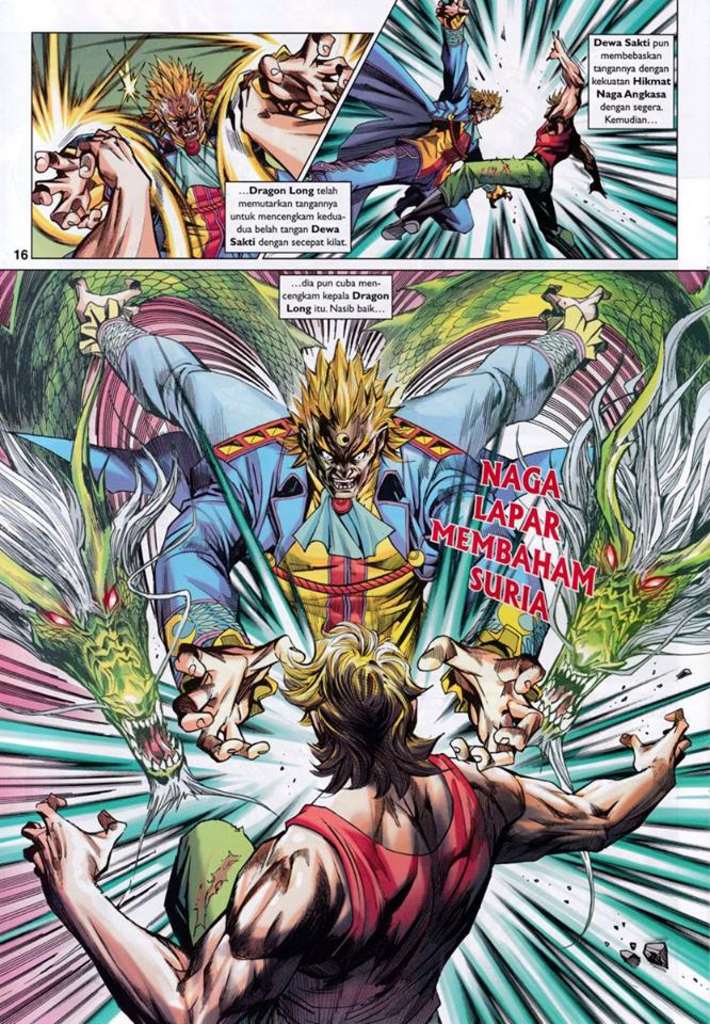 …Dragon Long telah
memutarkan tangannya
untuk mencengkam kedua-
dua belah tangan Dewa
Sakti dengan secepat kilat.
Dewa Sakti pun
membebaskan
tangannya dengan
kekuatan Hikmat
Naga Angkasa
dengan segera.
Kemudian…
16
…dia pun cuba men-
cengkam kepala Dragon
Long itu. Nasib baik…
NAGA
LAPAR
MEMBAHAM
SURIA